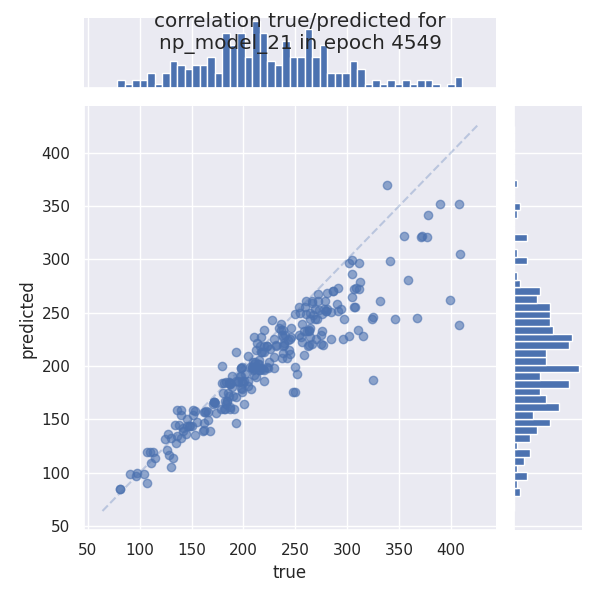 correlation true/predicted for
np_model_21 in epoch 4549
400
350
300
250
200
150
100
50
predicted
50 100 150 200 250 300 350 400
true